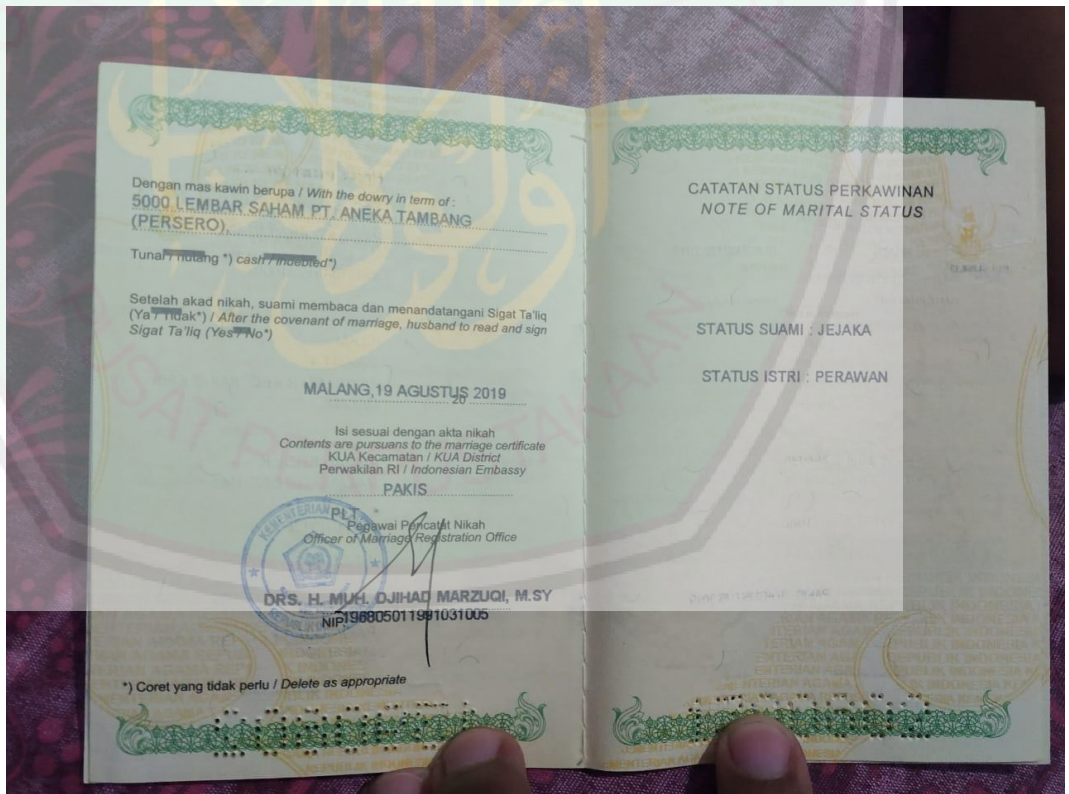 Dengan mas kawin berupa / With the dowry in term of :
5000 LEMBAR SAHAM PT. ANEKA TAMBANG
(PERSERO),
Tunai / hutang *) cash / indebted*)
Setelah akad nikah, suami membaca dan menandatangani Sigat Ta'liq
(Ya / Tidak*) / After the covenant of marriage, husband to read and sign
Sigat Ta'liq (Yes / No*)
MALANG,19 AGUSTUS 2019
20
Isi sesuai dengan akta nikah
Contents are pursuans to the marriage certificate
KUA Kecamatan / KUA District
Perwakilan RI / Indonesian Embassy
PAKIS
PLT
Pegawai Pencatat Nikah
Officer of Marriage Registration Office
KEMENTERIAN
DRS. H. MUH. DJIHAD MARZUQI, M.SY
NIP 196805011991031005
*) Coret yang tidak perlu / Delete as appropriate
CATATAN STATUS PERKAWINAN
NOTE OF MARITAL STATUS
STATUS SUAMI : JEJAKA
STATUS ISTRI : PERAWAN